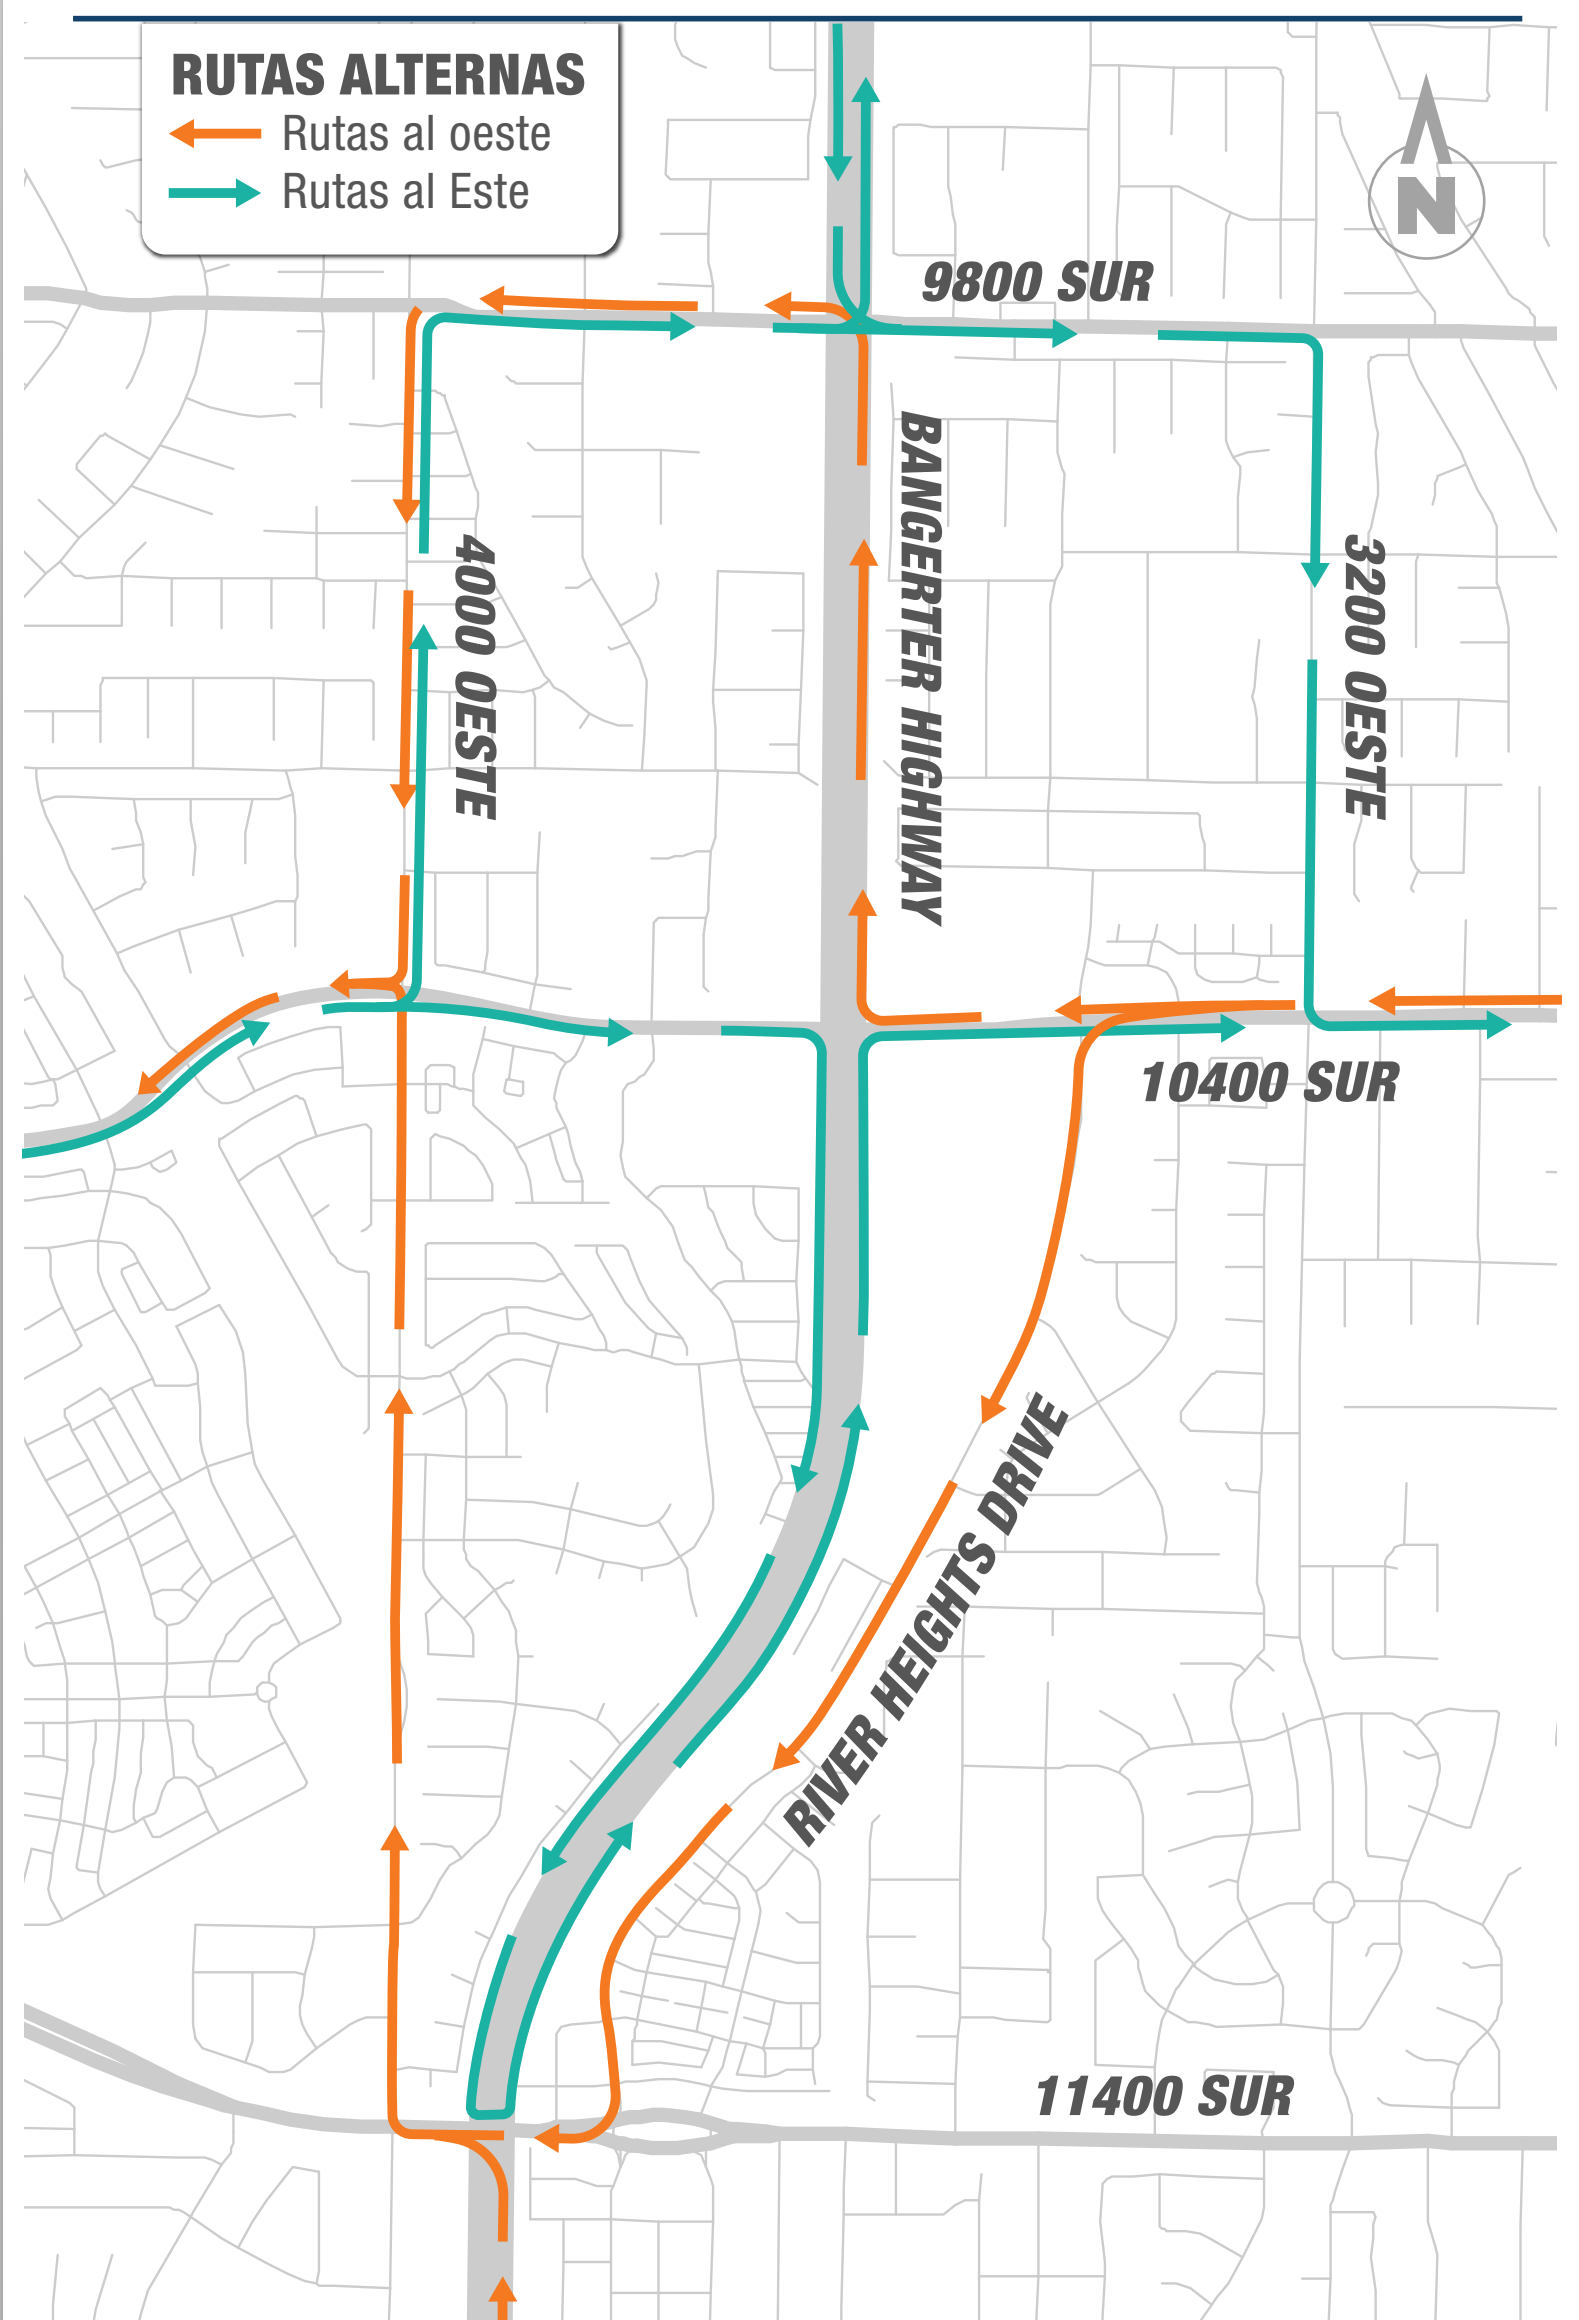 RUTAS ALTERNAS
Rutas al oeste
Rutas al Este
N
9800 SUR
BANGERTER HIGHWAY
4000 OESTE
3200 OESTE
10400 SUR
RIVER HEIGHTS DRIVE
11400 SUR